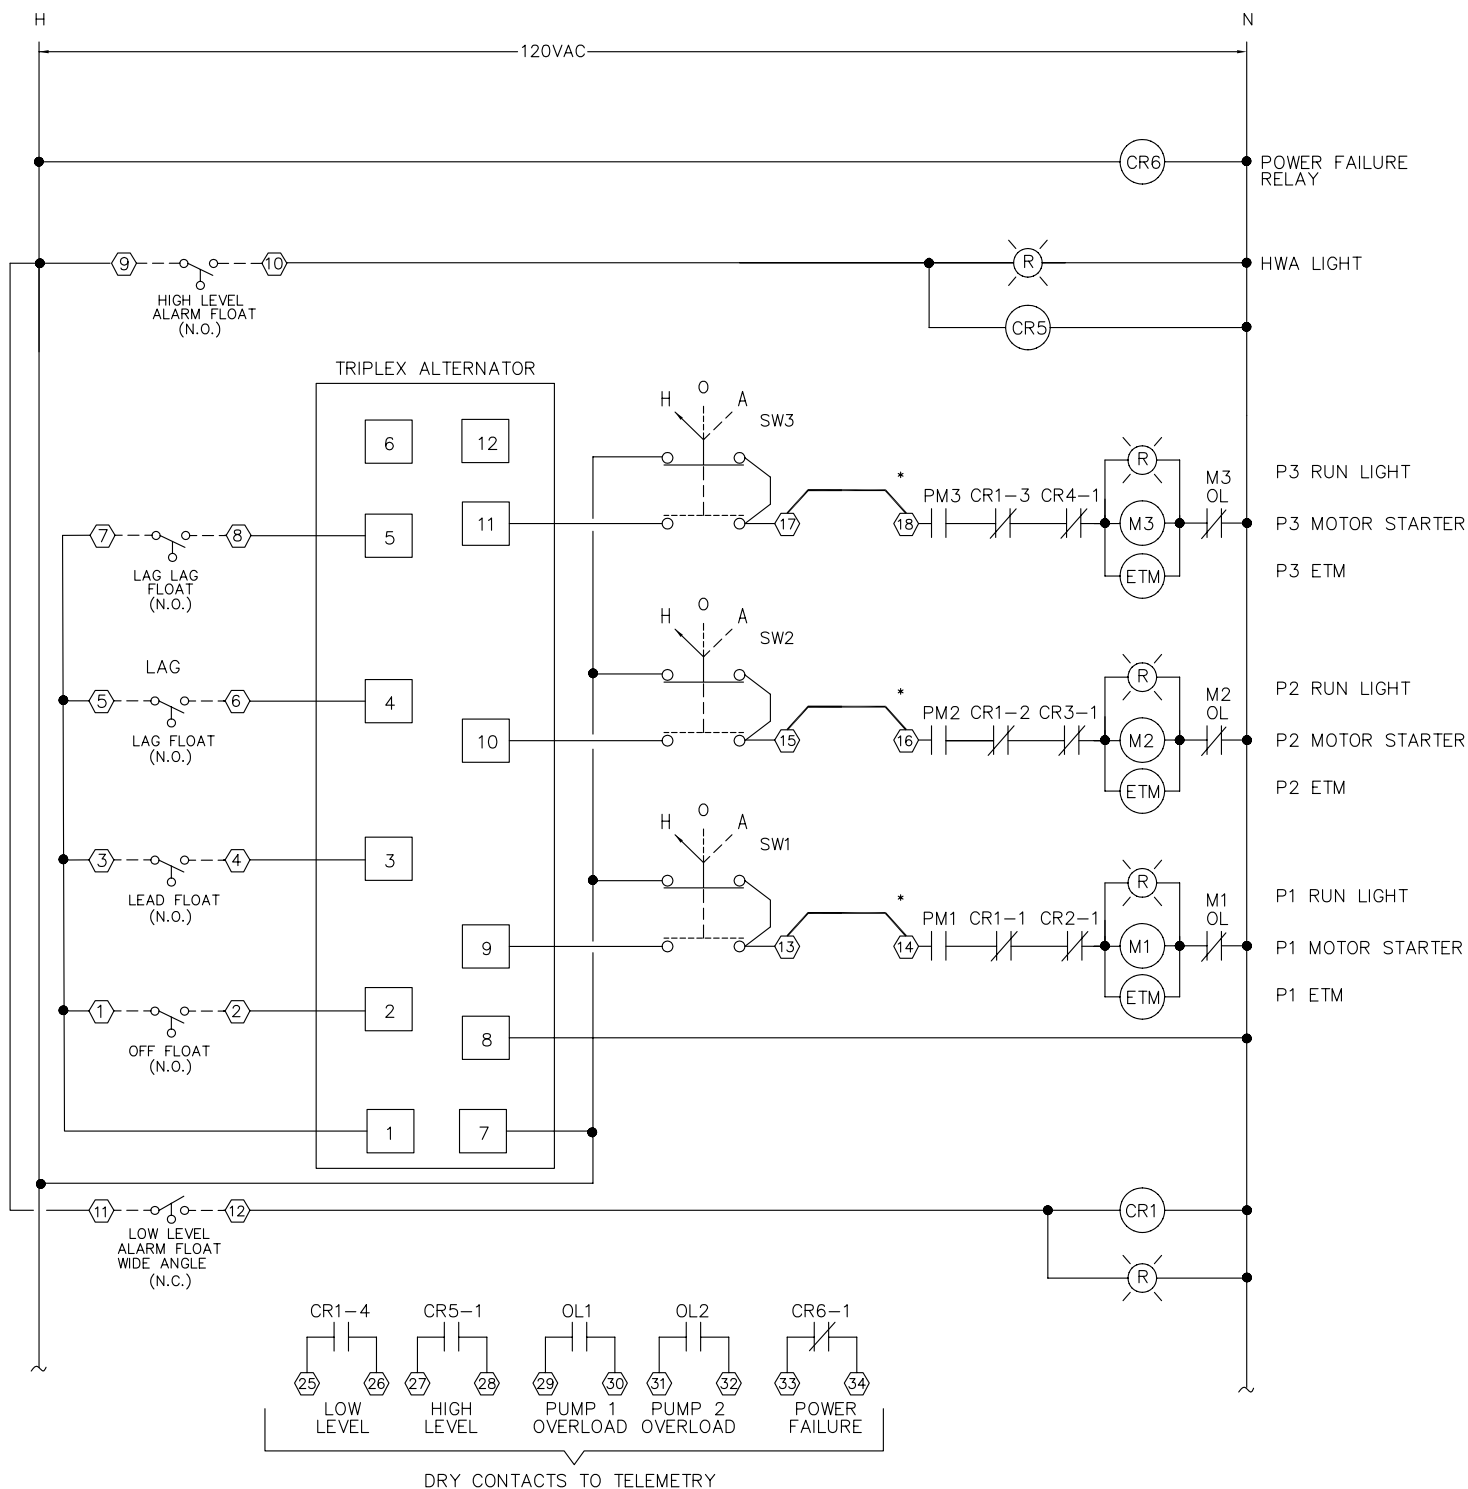 H
N
120VAC
CR6
POWER FAILURE
RELAY
9
10
R
HWA LIGHT
HIGH LEVEL
ALARM FLOAT
(N.O.)
CR5
TRIPLEX ALTERNATOR
6
12
H
O
A
SW3
R
P3 RUN LIGHT
*
PM3 CR1-3 CR4-1
M3
OL
11
17
18
M3
P3 MOTOR STARTER
7
8
5
ETM
P3 ETM
LAG LAG
FLOAT
(N.O.)
H
O
A
SW2
LAG
R
P2 RUN LIGHT
*
5
6
4
PM2 CR1-2 CR3-1
M2
OL
10
15
16
M2
P2 MOTOR STARTER
LAG FLOAT
(N.O.)
ETM
P2 ETM
H
O
A
SW1
3
4
3
R
P1 RUN LIGHT
LEAD FLOAT
(N.O.)
*
PM1 CR1-1 CR2-1
M1
OL
9
13
14
M1
P1 MOTOR STARTER
ETM
P1 ETM
1
2
2
OFF FLOAT
(N.O.)
8
1
7
11
12
CR1
LOW LEVEL
ALARM FLOAT
WIDE ANGLE
(N.C.)
R
CR1-4
CR5-1
OL1
OL2
CR6-1
25
26
27
28
29
30
31
32
33
34
LOW
LEVEL
HIGH
LEVEL
PUMP 1
OVERLOAD
PUMP 2
OVERLOAD
POWER
FAILURE
DRY CONTACTS TO TELEMETRY